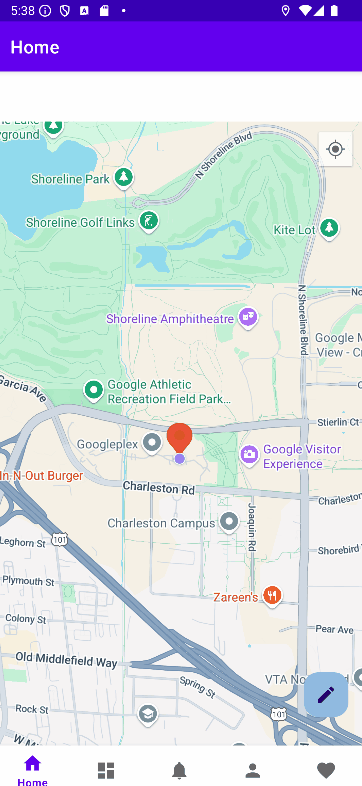 5:38
Home
Shoreline Park
N Shoreline Blvd
Shoreline Golf Links
Kite Lot
N Shoreline Blvd
Shoreline Amphitheatre
Google
View -
Garcia Ave
Google Athletic
Recreation Field Park...
Stierlin Ct
Googleplex
Google Visitor
Experience
In-N-Out Burger
Charleston Rd
Charleston
Charleston Campus
Joaquin Rd
101
Leghorn St
Shorebird
Plymouth St
Zareen's
Colony St
Pear Ave
Old Middlefield Way
VTA
Spring St
Rock St
101
W M
Home